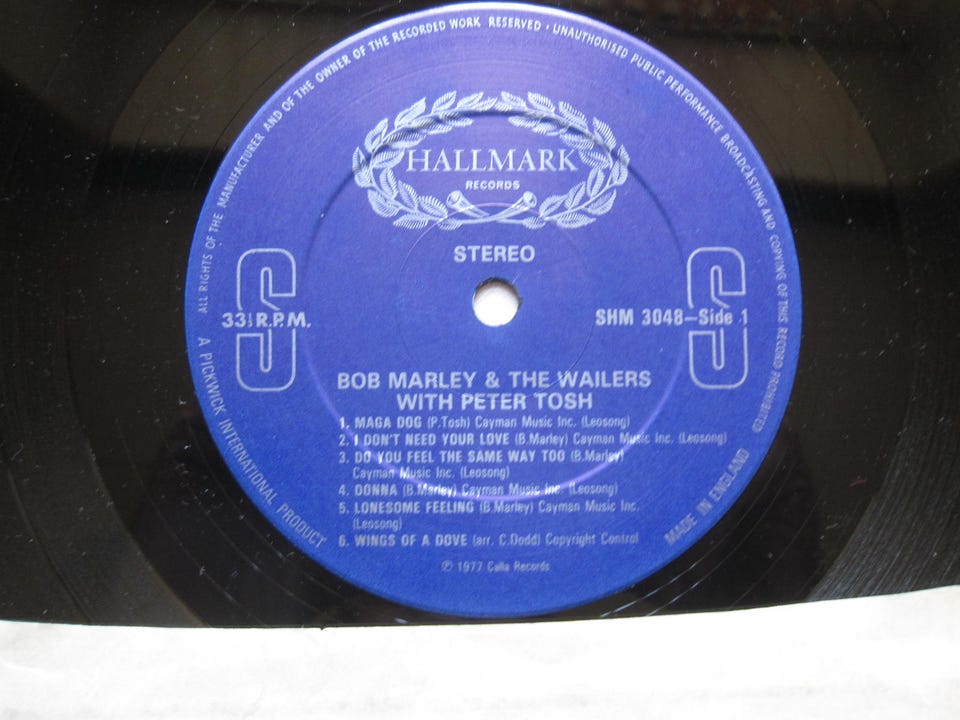 ALL RIGHTS OF THE MANUFACTURER AND OF THE OWNER OF THE RECORDED WORK RESERVED · UNAUTHORISED PUBLIC PERFORMANCE BROADCASTING AND COPYING OF THIS RECORD PROHIBITED
HALLMARK
RECORDS
STEREO
S
S
33⅓ R.P.M.
SHM 3048–Side 1
BOB MARLEY & THE WAILERS
WITH PETER TOSH
1. MAGA DOG (P.Tosh) Cayman Music Inc. (Leosong)
2. I DON'T NEED YOUR LOVE (B.Marley) Cayman Music Inc. (Leosong)
3. DO YOU FEEL THE SAME WAY TOO (B.Marley)
Cayman Music Inc. (Leosong)
4. DONNA (B.Marley) Cayman Music Inc. (Leosong)
5. LONESOME FEELING (B.Marley) Cayman Music Inc.
(Leosong)
6. WINGS OF A DOVE (arr. C.Dodd) Copyright Control
℗ 1977 Calla Records
A PICKWICK INTERNATIONAL PRODUCT
MADE IN ENGLAND